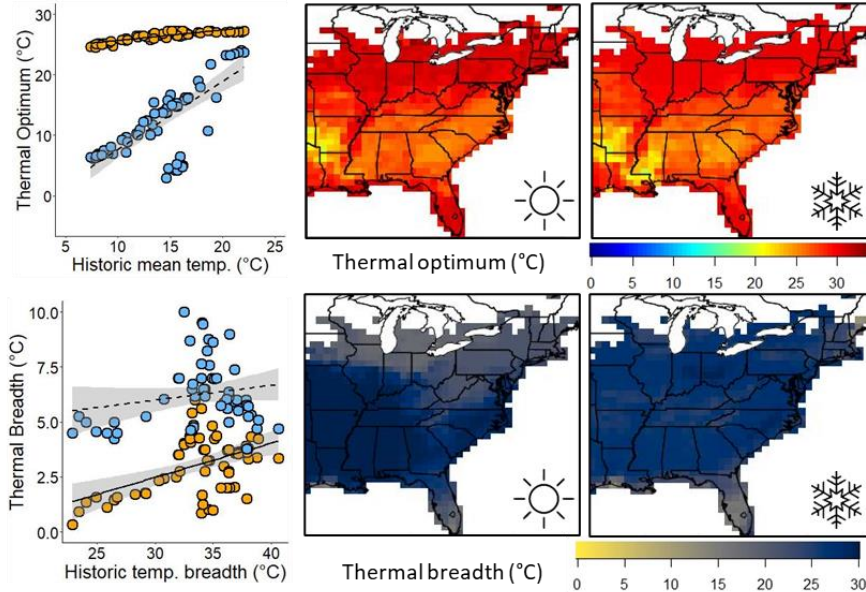 Thermal Optimum (°C)
30
20
10
0
5 10 15 20 25
Historic mean temp. (°C)
Thermal optimum (°C)
0 5 10 15 20 25 30
Thermal Breadth (°C)
10.0
7.5
5.0
2.5
0.0
25 30 35 40
Historic temp. breadth (°C)
Thermal breadth (°C)
0 5 10 15 20 25 30